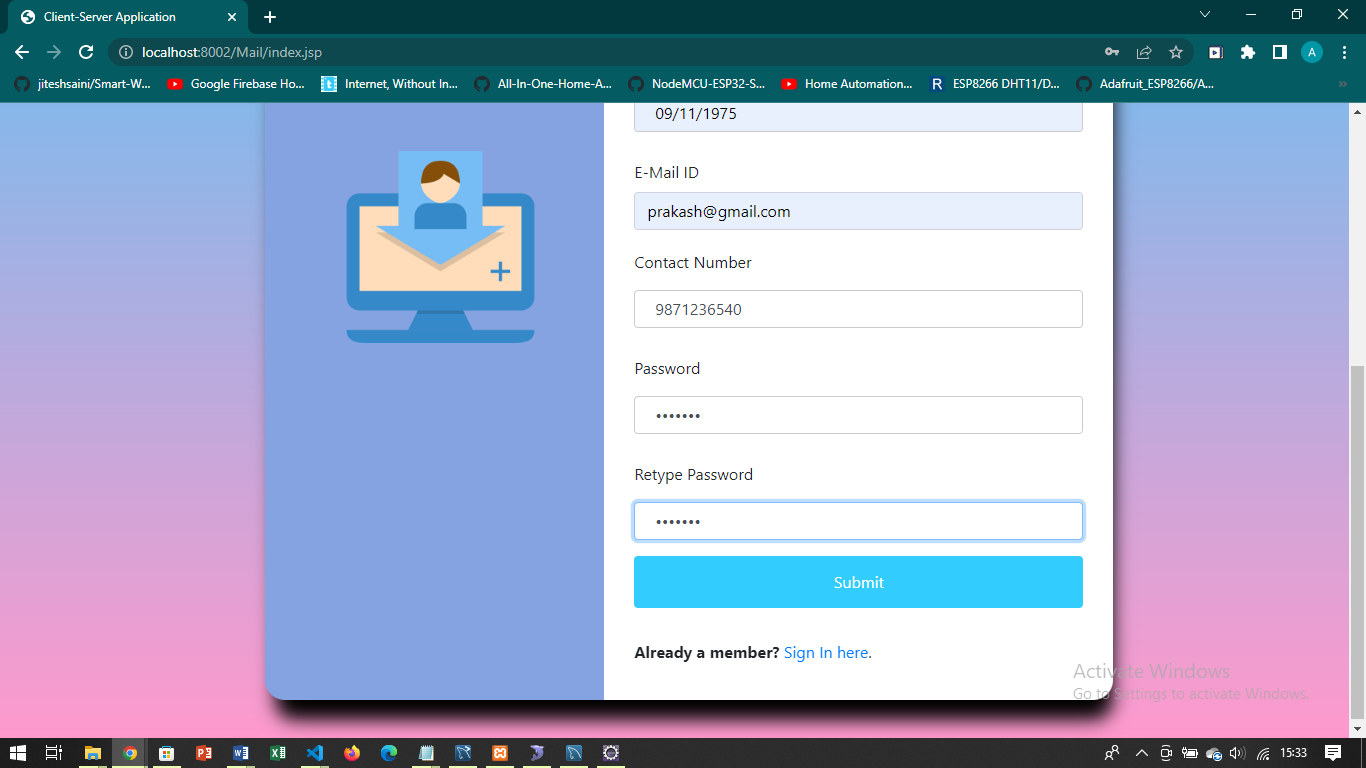 Client-Server Application
localhost:8002/Mail/index.jsp
A
jiteshsaini/Smart-W...
Google Firebase Ho...
t
Internet, Without In...
All-In-One-Home-A...
NodeMCU-ESP32-S...
Home Automation...
R
ESP8266 DHT11/D...
Adafruit_ESP8266/A...
»
09/11/1975
E-Mail ID
prakash@gmail.com
Contact Number
9871236540
Password
•••••••
Retype Password
•••••••
Submit
Already a member? Sign In here.
Activate Windows
Go to Settings to activate Windows.
15:33